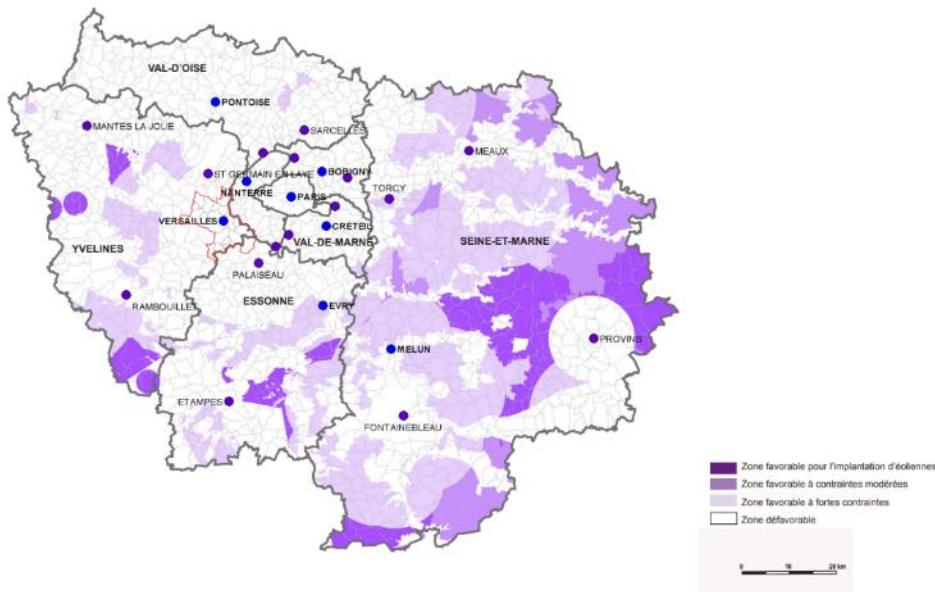 VAL-D'OISE
PONTOISE
MANTES LA JOLIE
SARCELLES
MEAUX
ST GERMAIN EN LAYE
BOBIGNY
NANTERRE
PARIS
TORCY
VERSAILLES
CRETEIL
YVELINES
VAL-DE-MARNE
SEINE-ET-MARNE
PALAISEAU
RAMBOUILLET
ESSONNE
EVRY
PROVINS
MELUN
ETAMPES
FONTAINEBLEAU
Zone favorable pour l'implantation d'éoliennes
Zone favorable à contraintes modérées
Zone favorable à fortes contraintes
Zone défavorable
0 10 20 km